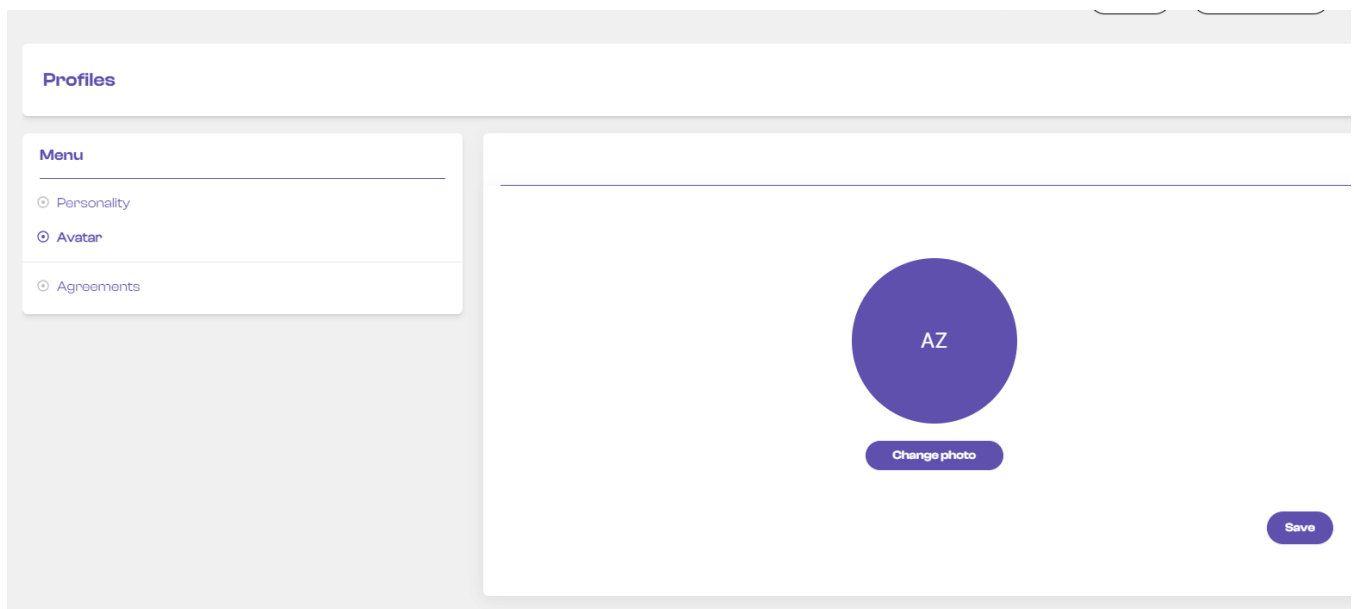 Profiles
Menu
Personality
Avatar
Agreements
AZ
Change photo
Save